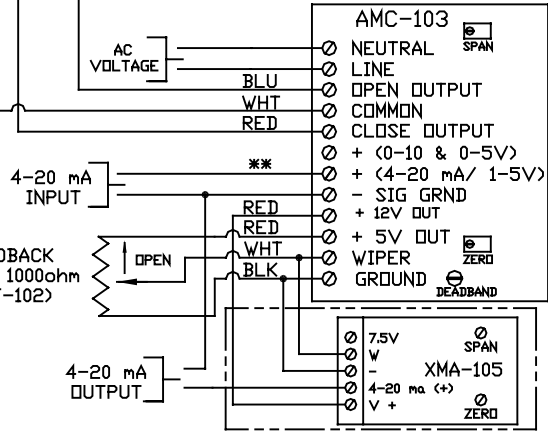 AMC-103
SPAN
AC
VOLTAGE
NEUTRAL
LINE
BLU
OPEN OUTPUT
WHT
COMMON
RED
CLOSE OUTPUT
+ (0-10 & 0-5V)
**
+ (4-20 mA/ 1-5V)
4-20 mA
INPUT
- SIG GRND
RED
+ 12V OUT
RED
+ 5V OUT
WHT
WIPER
ZERO
BLK
GROUND
DEADBAND
DBACK
1000ohm
-102)
OPEN
7.5V
W
-
4-20 ma (+)
V +
SPAN
XMA-105
ZERO
4-20 mA
OUTPUT